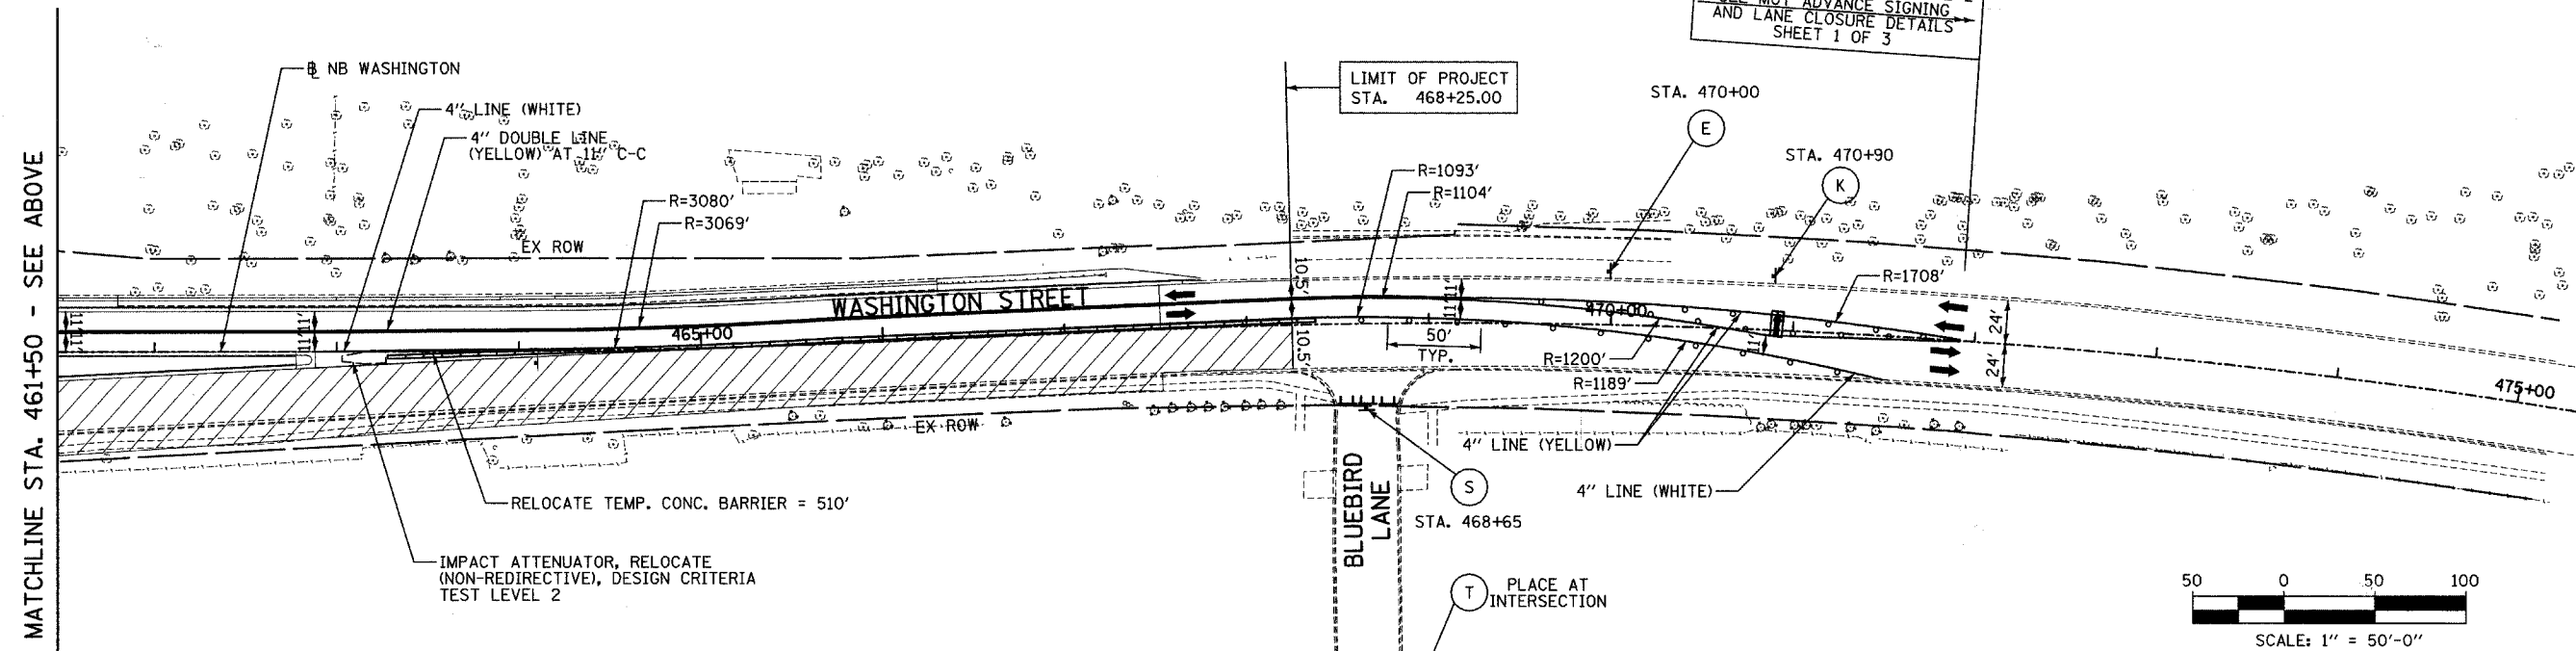 SEE MOT ADVANCE SIGNING
AND LANE CLOSURE DETAILS
SHEET 1 OF 3
NB WASHINGTON
4" LINE (WHITE)
4" DOUBLE LINE
(YELLOW) AT 11" C-C
LIMIT OF PROJECT
STA. 468+25.00
STA. 470+00
E
STA. 470+90
K
R=3080'
R=3069'
R=1093'
R=1104'
R=1708'
EX ROW
MATCHLINE STA. 461+50 - SEE ABOVE
11'
11'
11'
11'
WASHINGTON STREET
465+00
10.5'
10.5'
11'
11'
470+00
50'
TYP.
11'
24'
24'
R=1200'
R=1189'
475+00
EX ROW
4" LINE (YELLOW)
4" LINE (WHITE)
S
STA. 468+65
BLUEBIRD
LANE
RELOCATE TEMP. CONC. BARRIER = 510'
IMPACT ATTENUATOR, RELOCATE
(NON-REDIRECTIVE), DESIGN CRITERIA
TEST LEVEL 2
T
PLACE AT
INTERSECTION
50 0 50 100
SCALE: 1" = 50'-0"